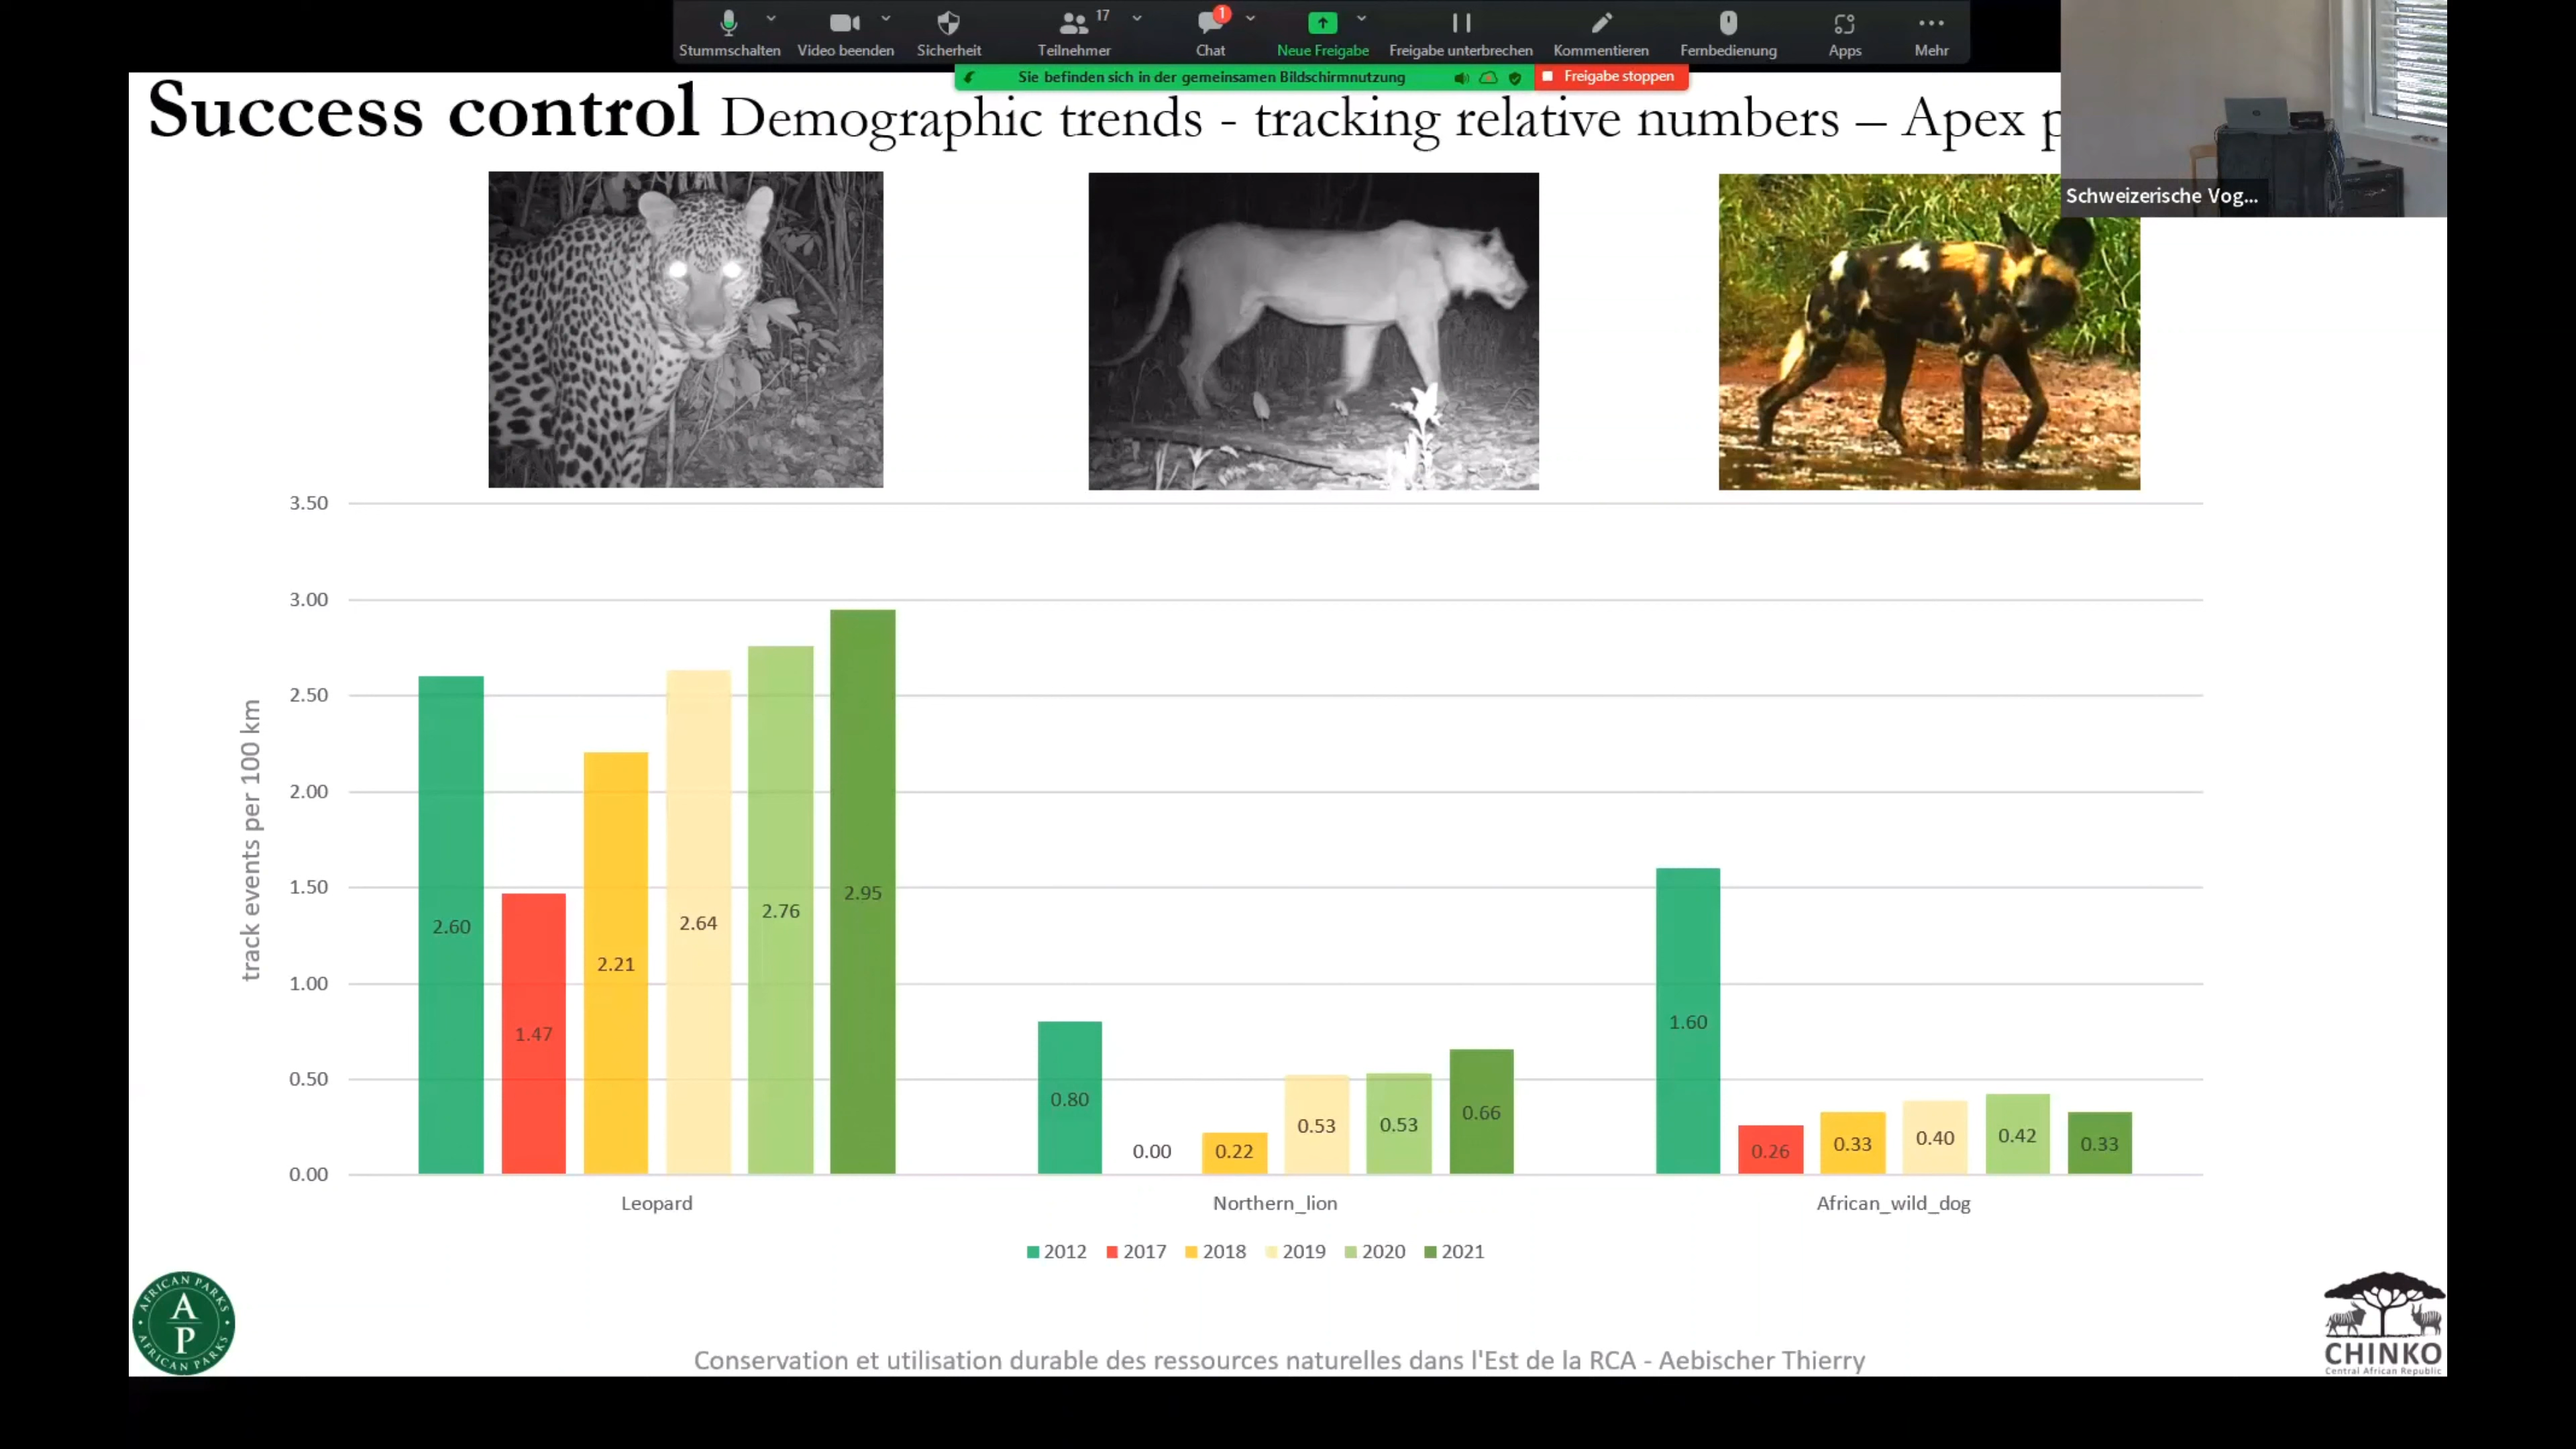 Stummschalten Video beenden Sicherheit Teilnehmer 17 Chat 1 Neue Freigabe Freigabe unterbrechen Kommentieren Fernbedienung Apps Mehr
Sie befinden sich in der gemeinsamen Bildschirmnutzung Freigabe stoppen
Success control Demographic trends - tracking relative numbers – Apex p
Schweizerische Vog...
track events per 100 km
3.50
3.00
2.50
2.00
1.50
1.00
0.50
0.00
2.60 1.47 2.21 2.64 2.76 2.95
0.80 0.00 0.22 0.53 0.53 0.66
1.60 0.26 0.33 0.40 0.42 0.33
Leopard Northern_lion African_wild_dog
2012 2017 2018 2019 2020 2021
AFRICAN PARKS
A
P
AFRICAN PARKS
CHINKO
Central African Republic
Conservation et utilisation durable des ressources naturelles dans l'Est de la RCA - Aebischer Thierry